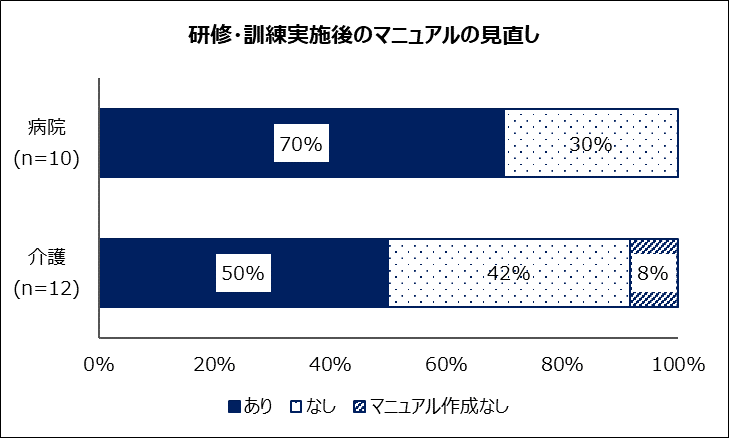 研修・訓練実施後のマニュアルの見直し
病院
(n=10)
70%
30%
介護
(n=12)
50%
42%
8%
0% 20% 40% 60% 80% 100%
あり なし マニュアル作成なし